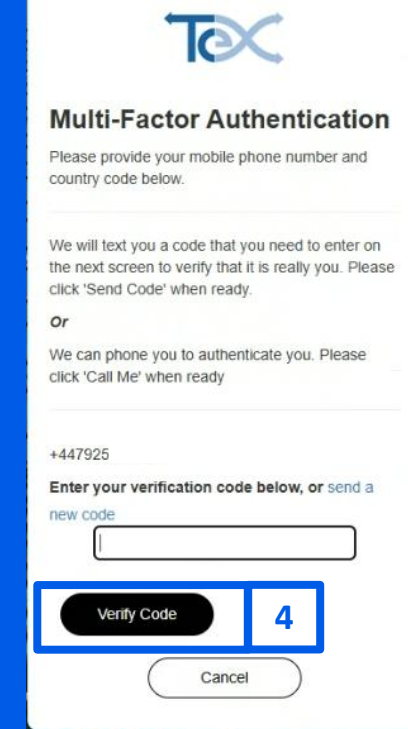 TeX
Multi-Factor Authentication
Please provide your mobile phone number and
country code below.
We will text you a code that you need to enter on
the next screen to verify that it is really you. Please
click 'Send Code' when ready.
Or
We can phone you to authenticate you. Please
click 'Call Me' when ready
+447925
Enter your verification code below, or send a
new code
Verify Code
4
Cancel